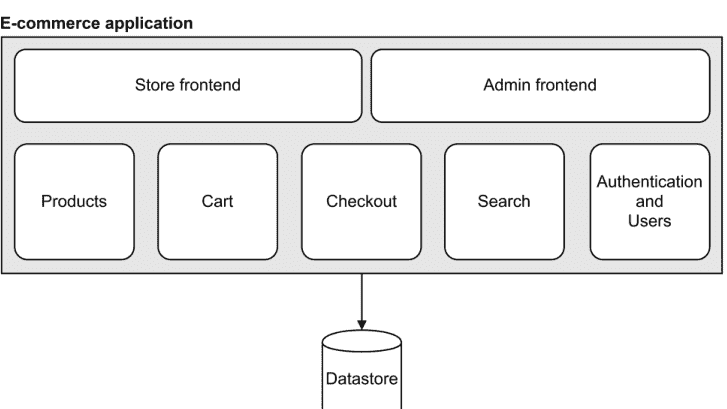 E-commerce application
Store frontend
Admin frontend
Products
Cart
Checkout
Search
Authentication
and
Users
Datastore